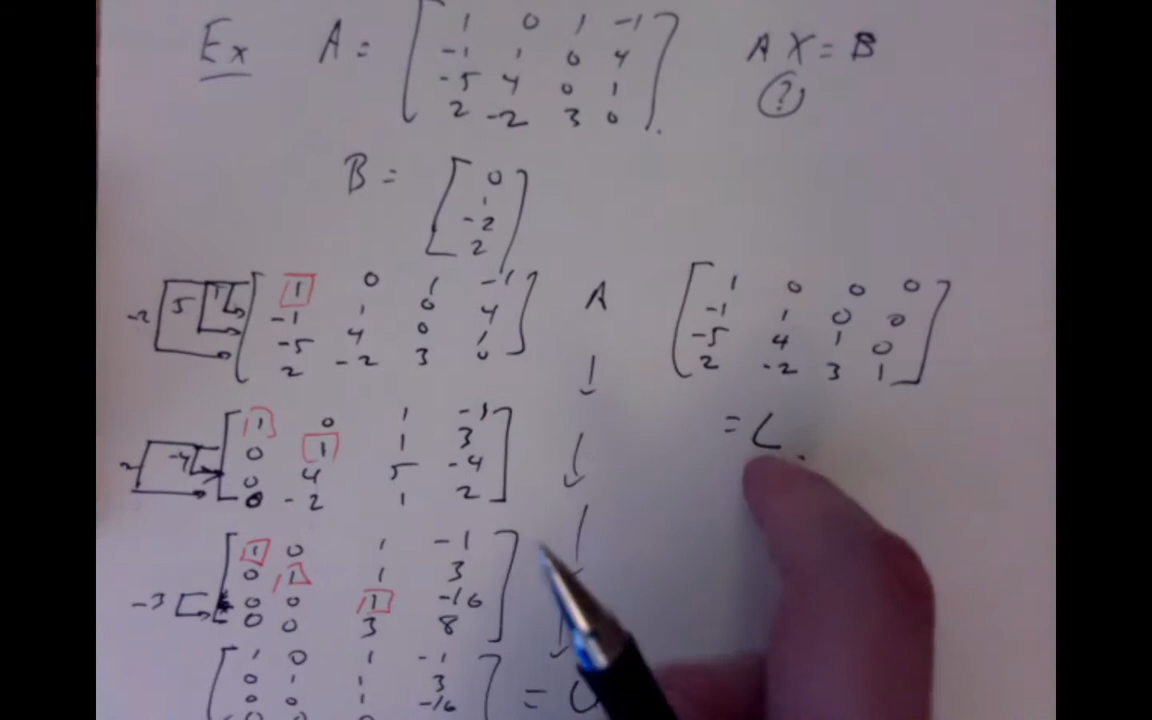 Ex A = [ 1 0 1 -1 A X = B
-1 1 0 4 ?
-5 4 0 1
2 -2 3 0 ].
B = [ 0
1
-2
2 ]
-2 5 1 [ 1 0 1 -1 A [ 1 0 0 0
-1 1 0 4 -1 1 0 0
-5 4 0 1 -5 4 1 0
2 -2 3 0 ] 2 -2 3 1 ]
= L.
2 -4 [ 1 0 1 -1
0 1 1 3
0 4 5 -4
0 -2 1 2 ]
[ 1 0 1 -1
0 1 1 3
-3 0 0 1 -16
0 0 3 8 ]
[ 1 0 1 -1
0 1 1 3 = U
0 0 1 -16